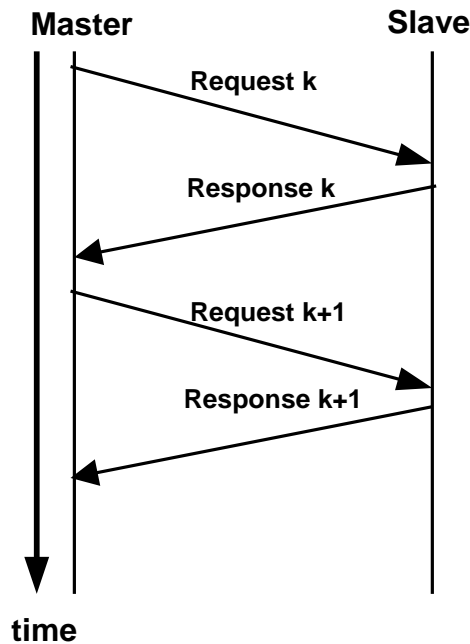 Master
Slave
Request k
Response k
Request k+1
Response k+1
time